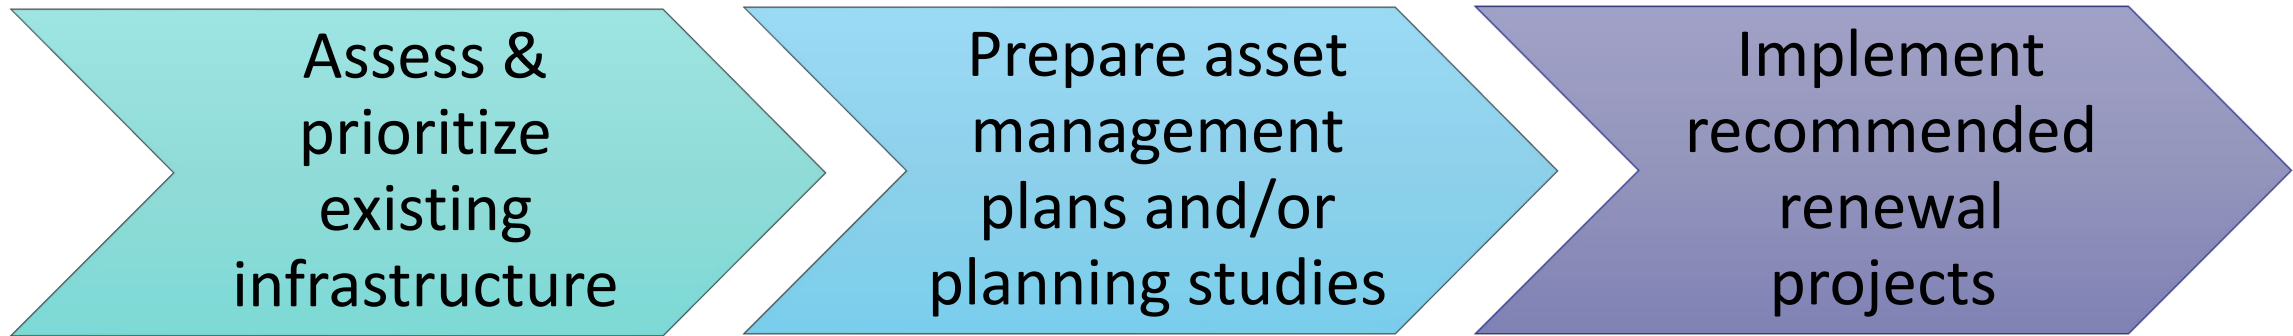 Assess &
prioritize
existing
infrastructure
Prepare asset
management
plans and/or
planning studies
Implement
recommended
renewal
projects